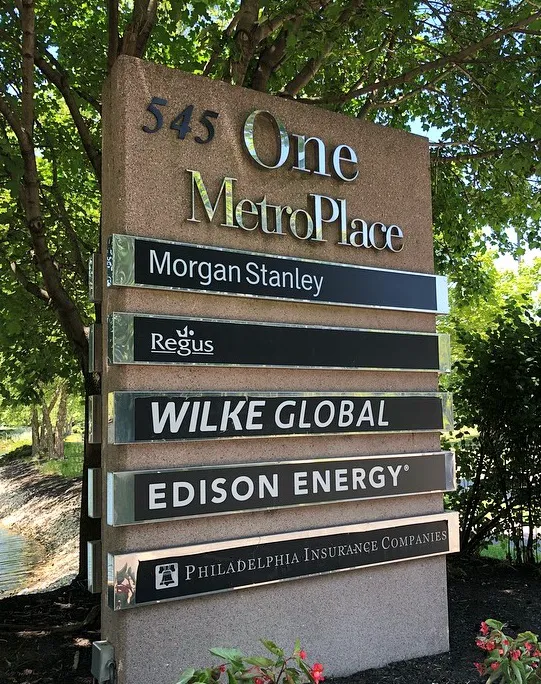 545 One
MetroPlace
Morgan Stanley
Regus
WILKE GLOBAL
EDISON ENERGY®
PHILADELPHIA INSURANCE COMPANIES